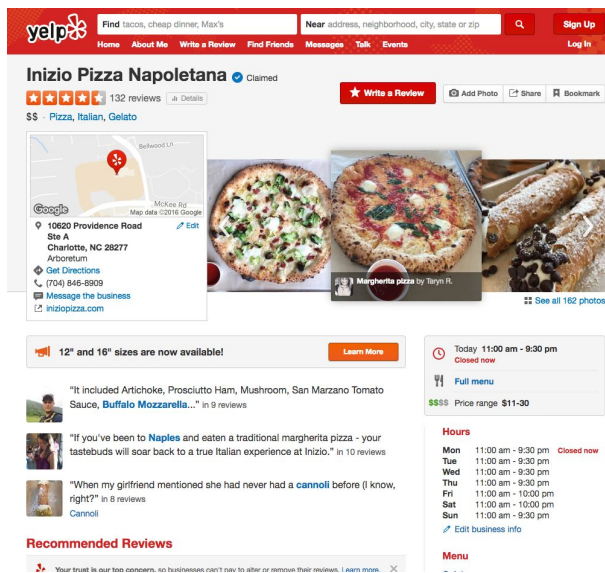 yelp
Find tacos, cheap dinner, Max's
Near address, neighborhood, city, state or zip
Sign Up
Home About Me Write a Review Find Friends Messages Talk Events
Log In
Inizio Pizza Napoletana Claimed
132 reviews Details
Write a Review
Add Photo Share Bookmark
$$ · Pizza, Italian, Gelato
Bellwood Ln
McKee Rd
Google
Map data ©2016 Google
10620 Providence Road
Edit
Ste A
Charlotte, NC 28277
Arboretum
Get Directions
(704) 846-8909
Message the business
iniziopizza.com
Margherita pizza by Taryn R.
See all 162 photos
12" and 16" sizes are now available!
Learn More
"It included Artichoke, Prosciutto Ham, Mushroom, San Marzano Tomato
Sauce, Buffalo Mozzarella..." in 9 reviews
"If you've been to Naples and eaten a traditional margherita pizza - your
tastebuds will soar back to a true Italian experience at Inizio." in 10 reviews
"When my girlfriend mentioned she had never had a cannoli before (I know,
right?" in 8 reviews
Cannoli
Recommended Reviews
Your trust is our top concern, so businesses can't pay to alter or remove their reviews. Learn more.
Today 11:00 am - 9:30 pm
Closed now
Full menu
$$$$ Price range $11-30
Hours
Mon 11:00 am - 9:30 pm Closed now
Tue 11:00 am - 9:30 pm
Wed 11:00 am - 9:30 pm
Thu 11:00 am - 9:30 pm
Fri 11:00 am - 10:00 pm
Sat 11:00 am - 10:00 pm
Sun 11:00 am - 9:30 pm
Edit business info
Menu